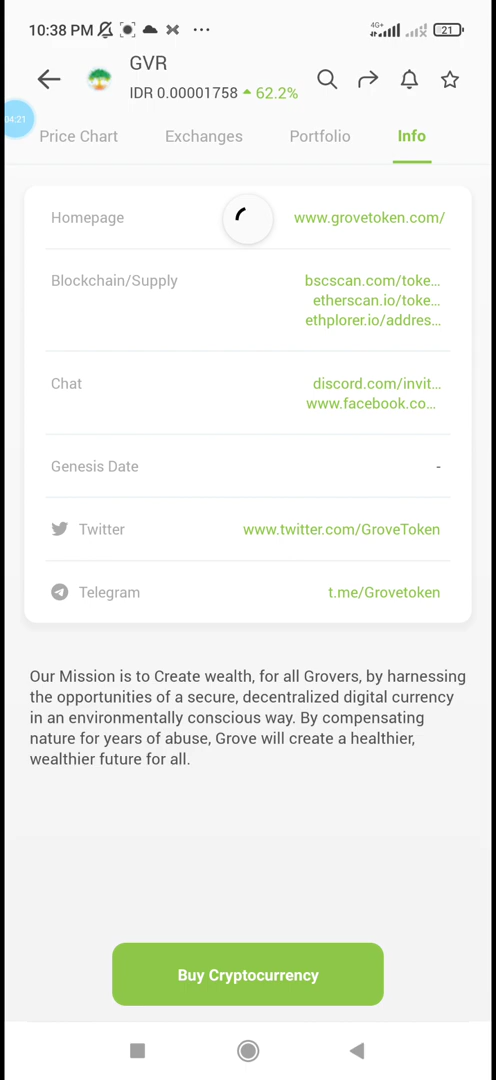 10:38 PM
4G+
21
GVR
IDR 0.00001758 62.2%
04:21
Price Chart Exchanges Portfolio Info
Homepage www.grovetoken.com/
Blockchain/Supply bscscan.com/toke...
etherscan.io/toke...
ethplorer.io/addres...
Chat discord.com/invit...
www.facebook.co...
Genesis Date -
Twitter www.twitter.com/GroveToken
Telegram t.me/Grovetoken
Our Mission is to Create wealth, for all Grovers, by harnessing
the opportunities of a secure, decentralized digital currency
in an environmentally conscious way. By compensating
nature for years of abuse, Grove will create a healthier,
wealthier future for all.
Buy Cryptocurrency